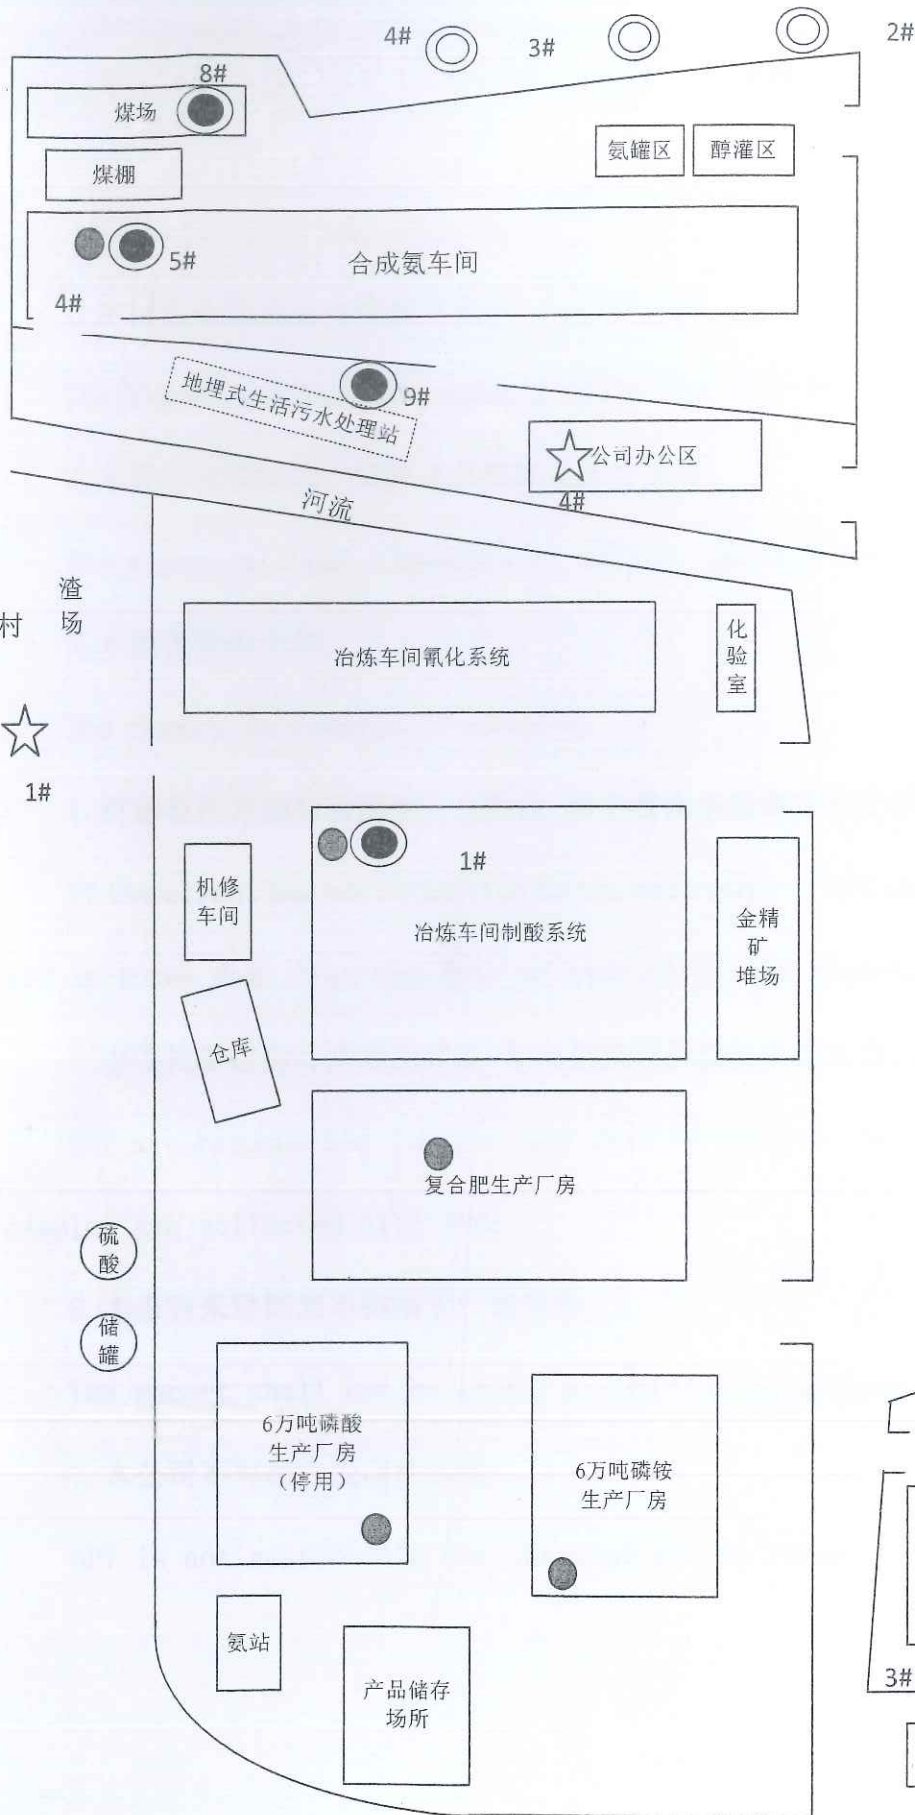 4#
3#
2#
8#
煤场
氨罐区
醇灌区
煤棚
5#
合成氨车间
4#
地埋式生活污水处理站
9#
公司办公区
4#
河流
渣
场
村
冶炼车间氰化系统
化
验
室
1#
1#
机修
车间
冶炼车间制酸系统
金精
矿
堆场
仓库
复合肥生产厂房
硫
酸
储
罐
6万吨磷酸
生产厂房
（停用）
6万吨磷铵
生产厂房
氨站
产品储存
场所
3#